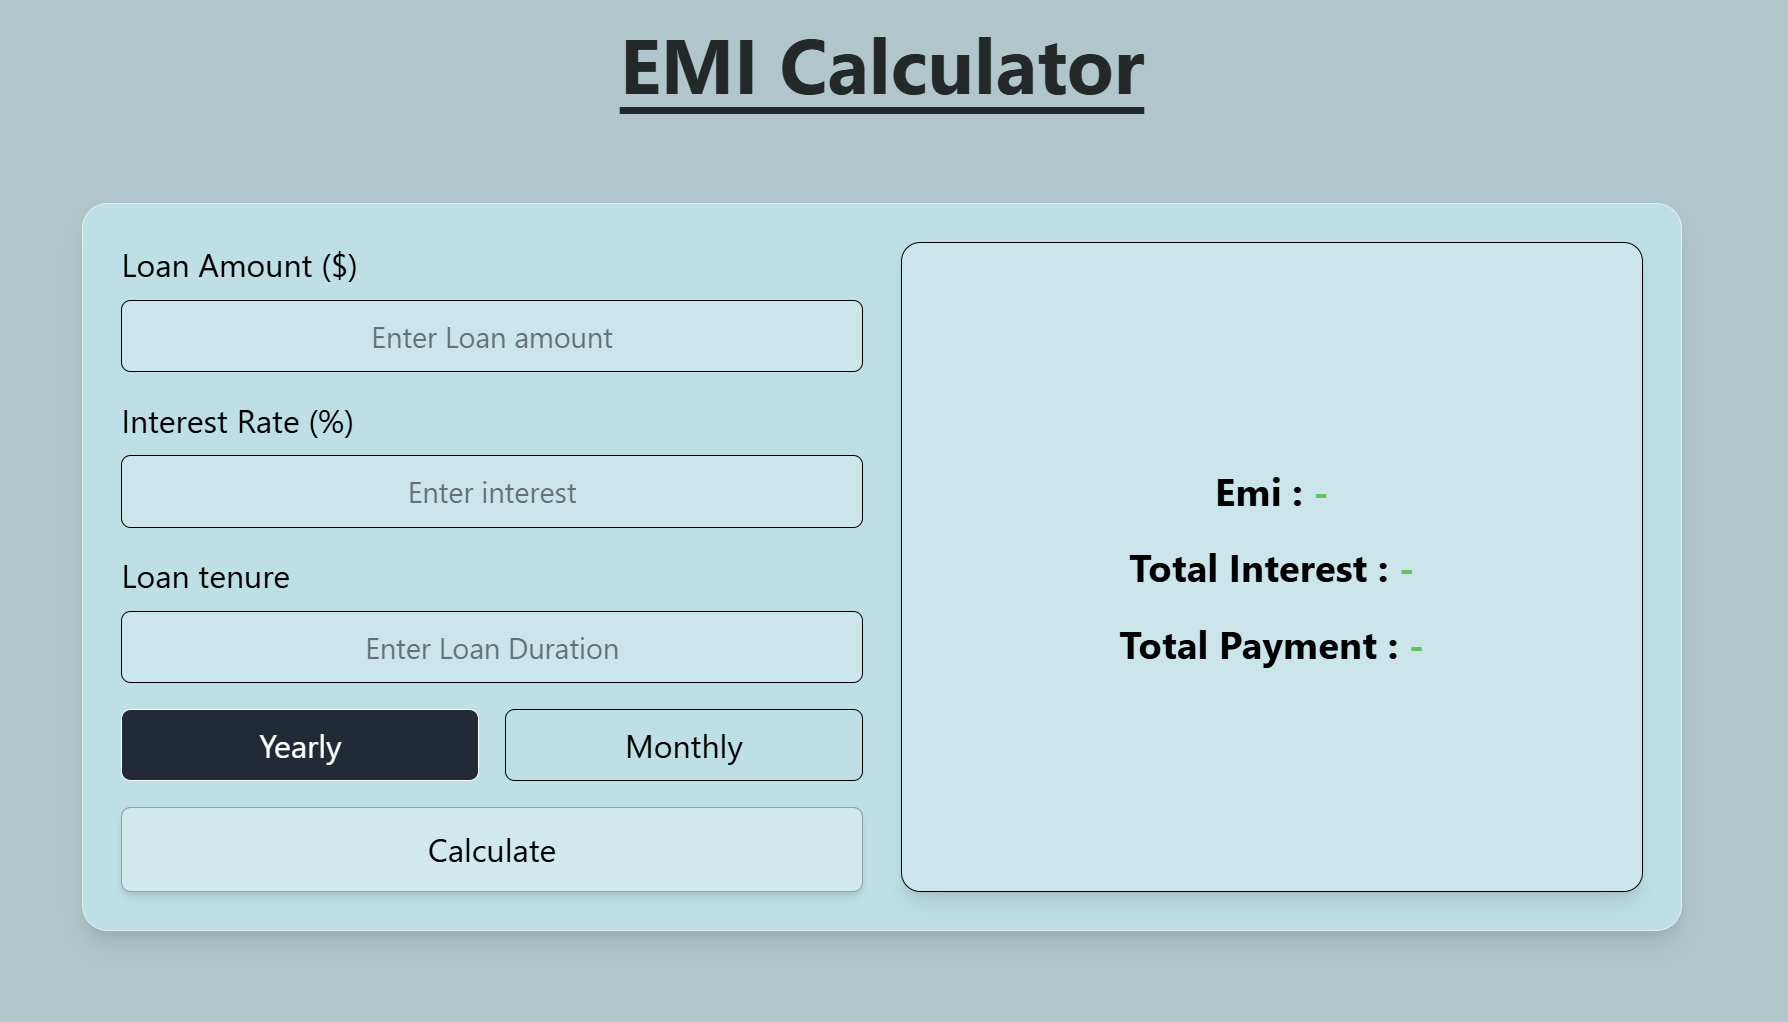 EMI Calculator
Loan Amount ($)
Enter Loan amount
Interest Rate (%)
Enter interest
Loan tenure
Enter Loan Duration
Yearly
Monthly
Calculate
Emi : -
Total Interest : -
Total Payment : -